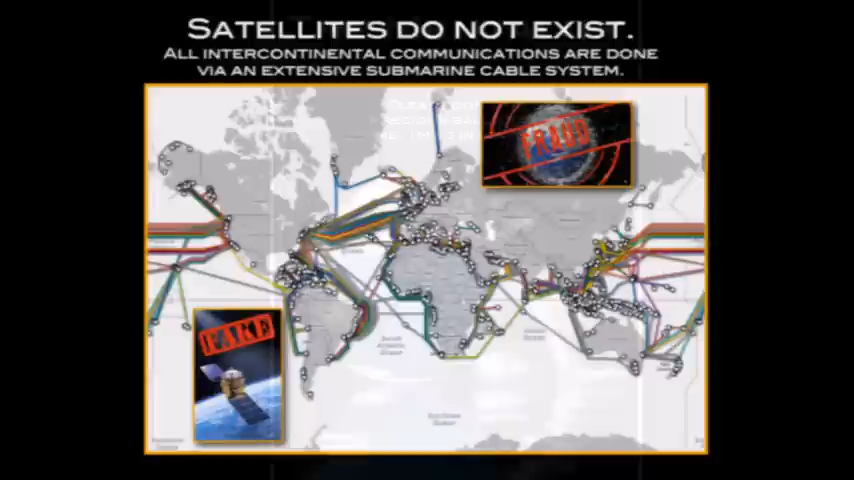 SATELLITES DO NOT EXIST.
ALL INTERCONTINENTAL COMMUNICATIONS ARE DONE
VIA AN EXTENSIVE SUBMARINE CABLE SYSTEM.
FRAUD
FAKE